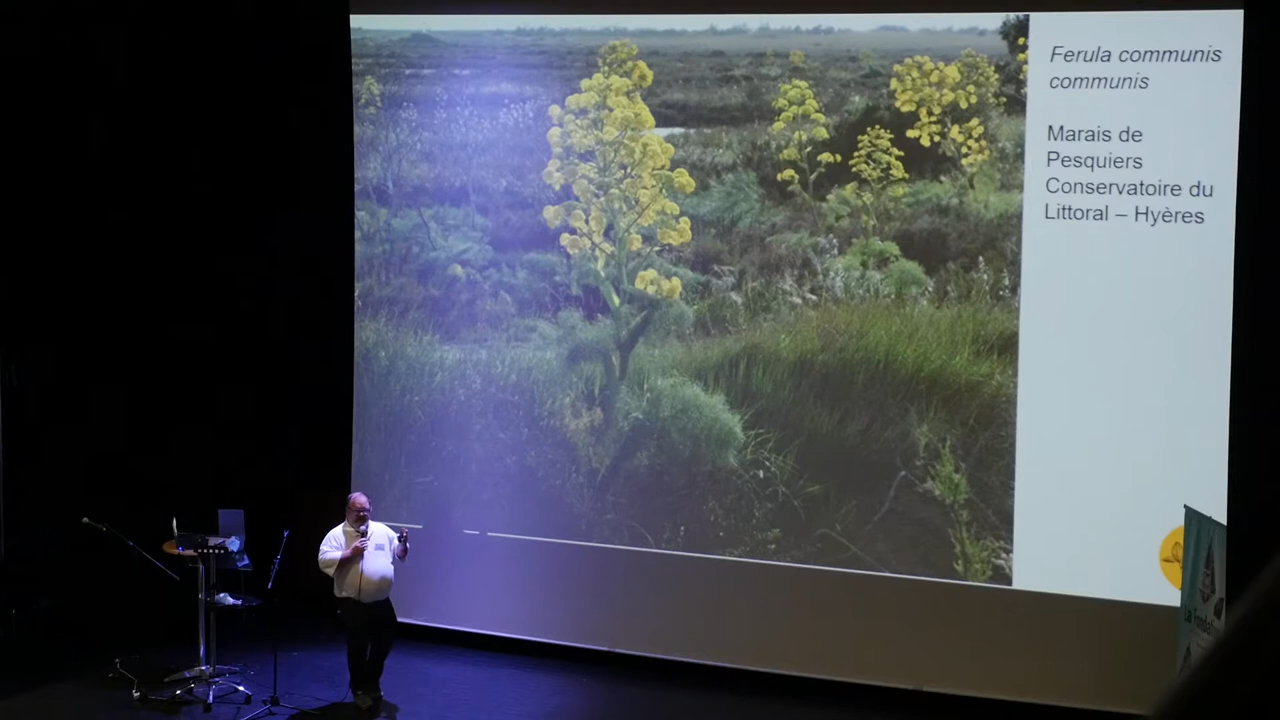 Ferula communis
communis
Marais de
Pesquiers
Conservatoire du
Littoral – Hyères